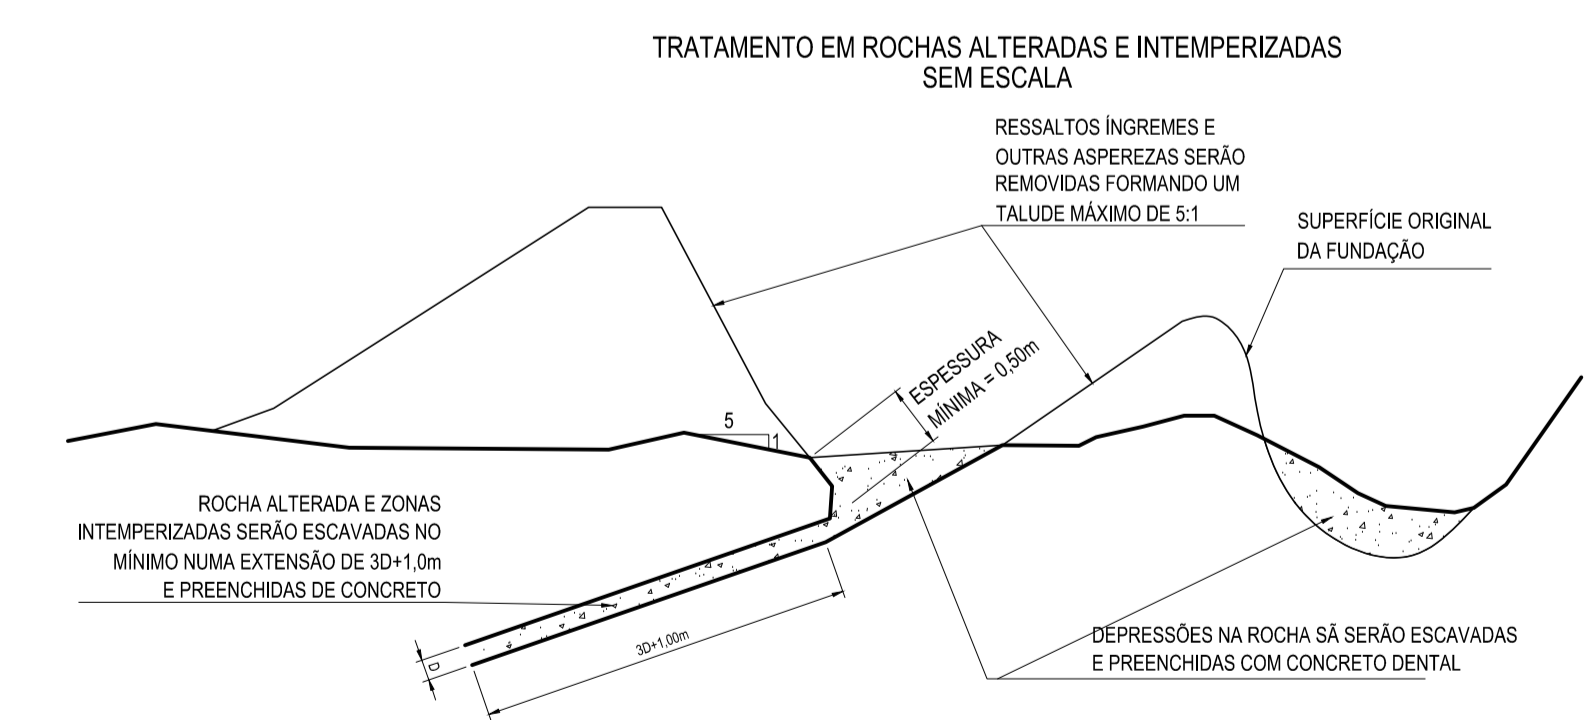 TRATAMENTO EM ROCHAS ALTERADAS E INTEMPERIZADAS
SEM ESCALA
RESSALTOS ÍNGREMES E
OUTRAS ASPEREZAS SERÃO
REMOVIDAS FORMANDO UM
TALUDE MÁXIMO DE 5:1
SUPERFÍCIE ORIGINAL
DA FUNDAÇÃO
ESPESSURA
MÍNIMA = 0,50m
5
1
ROCHA ALTERADA E ZONAS
INTEMPERIZADAS SERÃO ESCAVADAS NO
MÍNIMO NUMA EXTENSÃO DE 3D+1,0m
E PREENCHIDAS DE CONCRETO
D
3D+1,00m
DEPRESSÕES NA ROCHA SÃ SERÃO ESCAVADAS
E PREENCHIDAS COM CONCRETO DENTAL